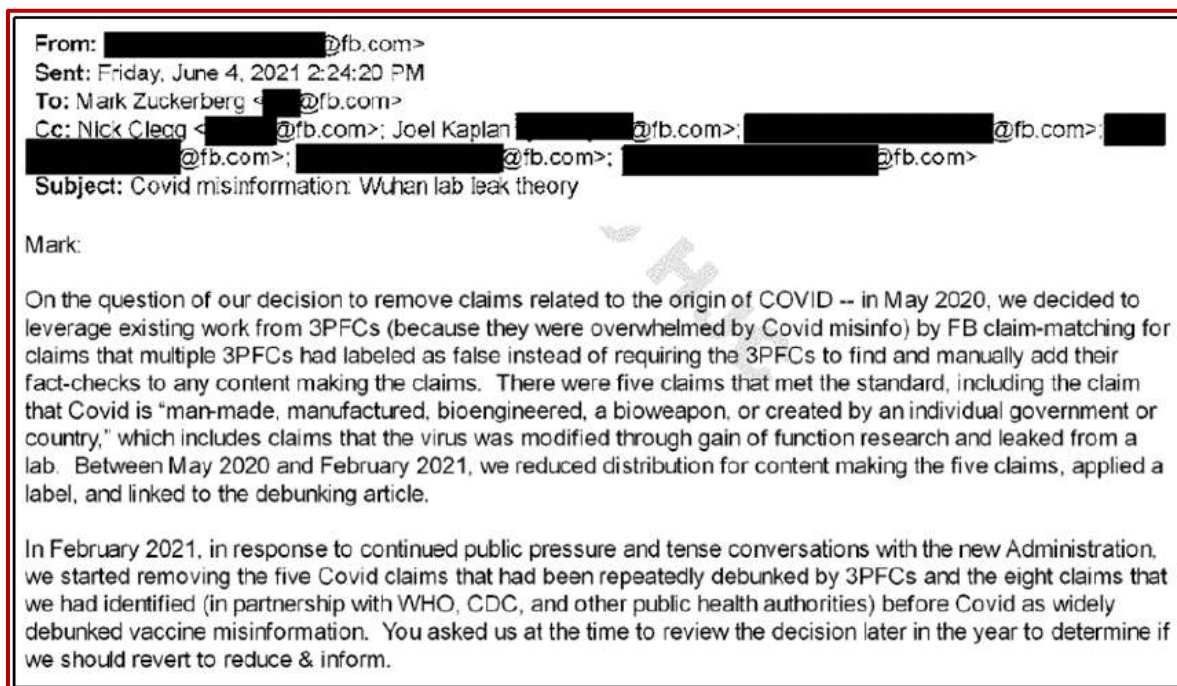 From: @fb.com>
Sent: Friday, June 4, 2021 2:24:20 PM
To: Mark Zuckerberg < @fb.com>
Cc: Nick Clegg < @fb.com>; Joel Kaplan @fb.com>; @fb.com>;
@fb.com>; @fb.com>; @fb.com>
Subject: Covid misinformation: Wuhan lab leak theory
Mark:
On the question of our decision to remove claims related to the origin of COVID -- in May 2020, we decided to
leverage existing work from 3PFCs (because they were overwhelmed by Covid misinfo) by FB claim-matching for
claims that multiple 3PFCs had labeled as false instead of requiring the 3PFCs to find and manually add their
fact-checks to any content making the claims. There were five claims that met the standard, including the claim
that Covid is “man-made, manufactured, bioengineered, a bioweapon, or created by an individual government or
country,” which includes claims that the virus was modified through gain of function research and leaked from a
lab. Between May 2020 and February 2021, we reduced distribution for content making the five claims, applied a
label, and linked to the debunking article.
In February 2021, in response to continued public pressure and tense conversations with the new Administration,
we started removing the five Covid claims that had been repeatedly debunked by 3PFCs and the eight claims that
we had identified (in partnership with WHO, CDC, and other public health authorities) before Covid as widely
debunked vaccine misinformation. You asked us at the time to review the decision later in the year to determine if
we should revert to reduce & inform.